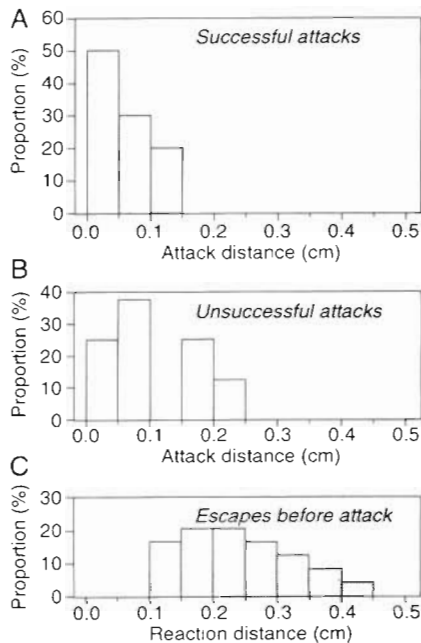 A
Successful attacks
Proportion (%)
60
50
40
30
20
10
0
0.0 0.1 0.2 0.3 0.4 0.5
Attack distance (cm)
B
Unsuccessful attacks
Proportion (%)
40
30
20
10
0
0.0 0.1 0.2 0.3 0.4 0.5
Attack distance (cm)
C
Escapes before attack
Proportion (%)
30
20
10
0
0.0 0.1 0.2 0.3 0.4 0.5
Reaction distance (cm)